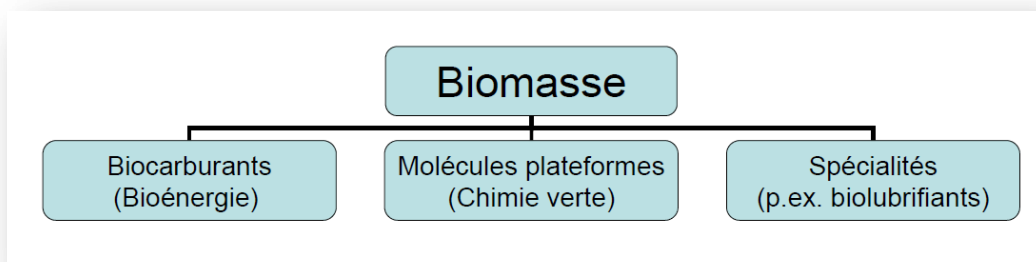 Biomasse
Biocarburants
(Bioénergie)
Molécules plateformes
(Chimie verte)
Spécialités
(p.ex. biolubrifiants)